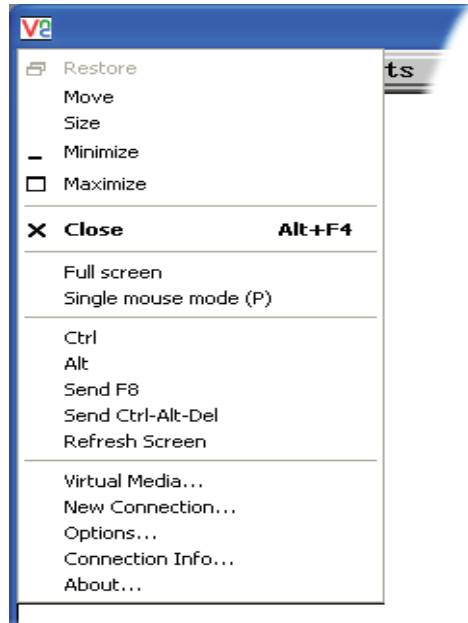 V2
Restore
ts
Move
Size
Minimize
Maximize
Close Alt+F4
Full screen
Single mouse mode (P)
Ctrl
Alt
Send F8
Send Ctrl-Alt-Del
Refresh Screen
Virtual Media...
New Connection...
Options...
Connection Info...
About...